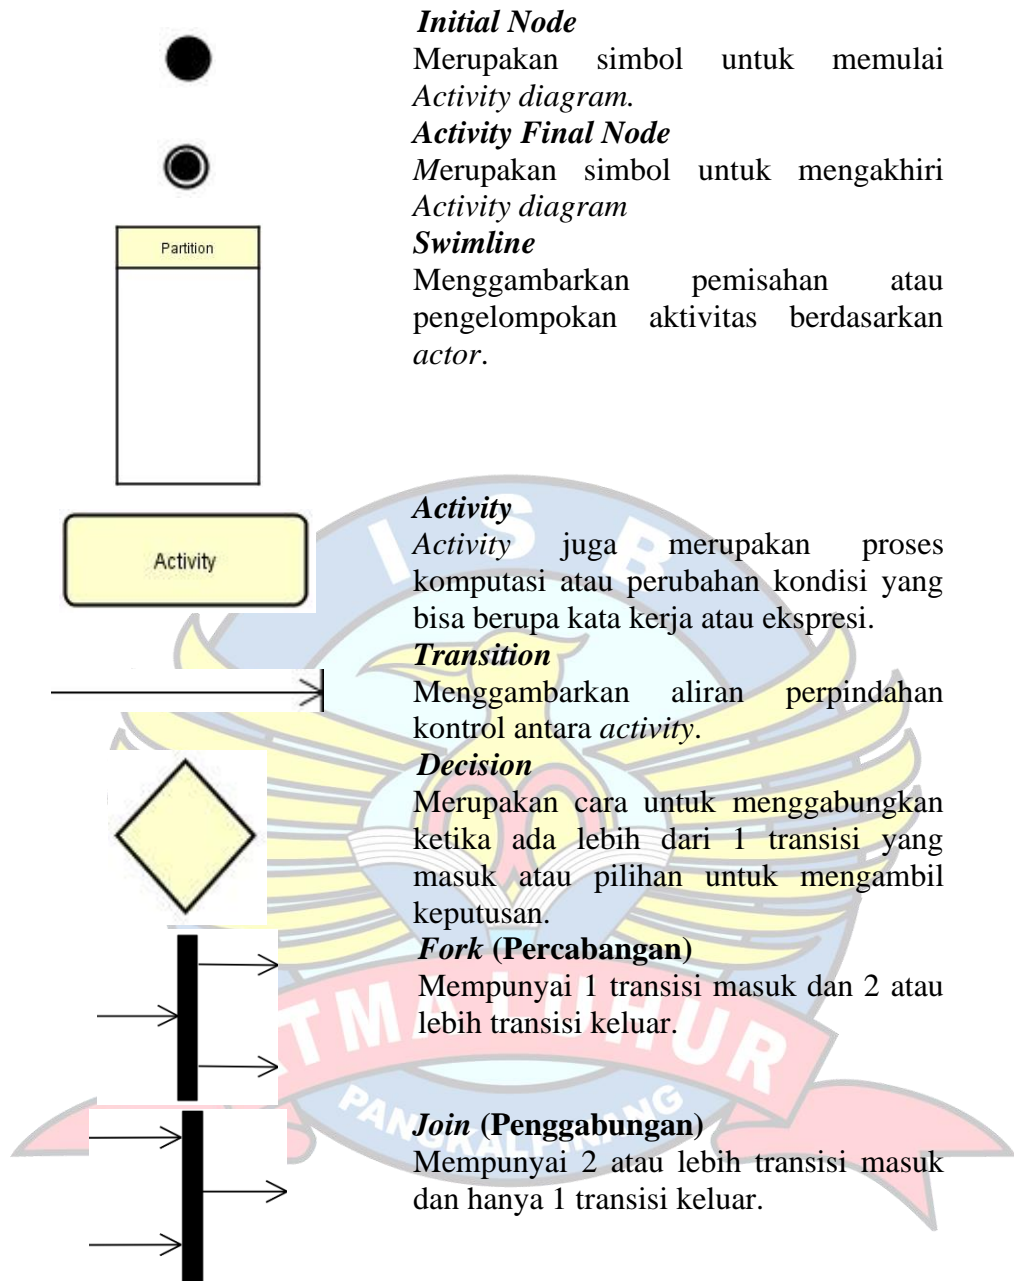 Initial Node
Merupakan simbol untuk memulai
Activity diagram.
Activity Final Node
Merupakan simbol untuk mengakhiri
Activity diagram
Partition
Swimline
Menggambarkan pemisahan atau
pengelompokan aktivitas berdasarkan
actor.
Activity
Activity
Activity juga merupakan proses
komputasi atau perubahan kondisi yang
bisa berupa kata kerja atau ekspresi.
Transition
Menggambarkan aliran perpindahan
kontrol antara activity.
Decision
Merupakan cara untuk menggabungkan
ketika ada lebih dari 1 transisi yang
masuk atau pilihan untuk mengambil
keputusan.
Fork (Percabangan)
Mempunyai 1 transisi masuk dan 2 atau
lebih transisi keluar.
Join (Penggabungan)
Mempunyai 2 atau lebih transisi masuk
dan hanya 1 transisi keluar.
I S B
TMA LUHUR
PANGKALPINANG